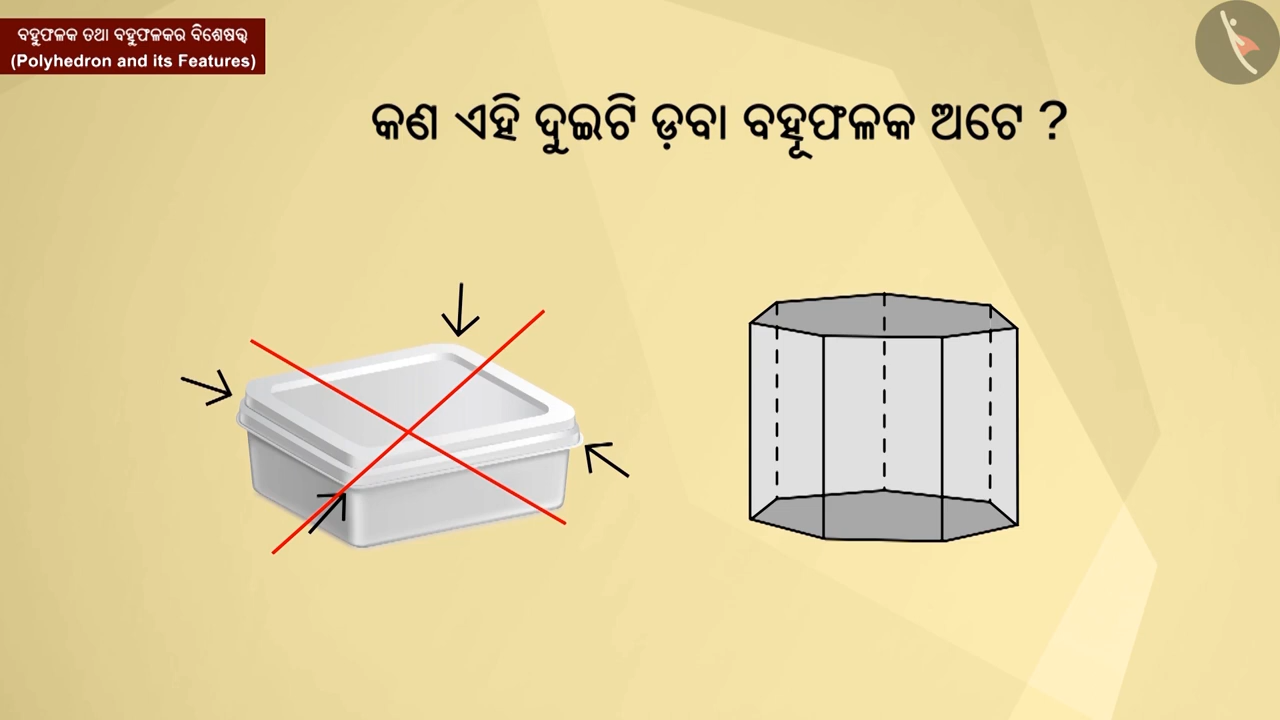 ବହୁଫଳକ ତଥା ବହୁଫଳକର ବିଶେଷତ୍ବ
(Polyhedron and its Features)
କଣ ଏହି ଦୁଇଟି ଡ଼ବା ବହୂଫଳକ ଅଟେ ?